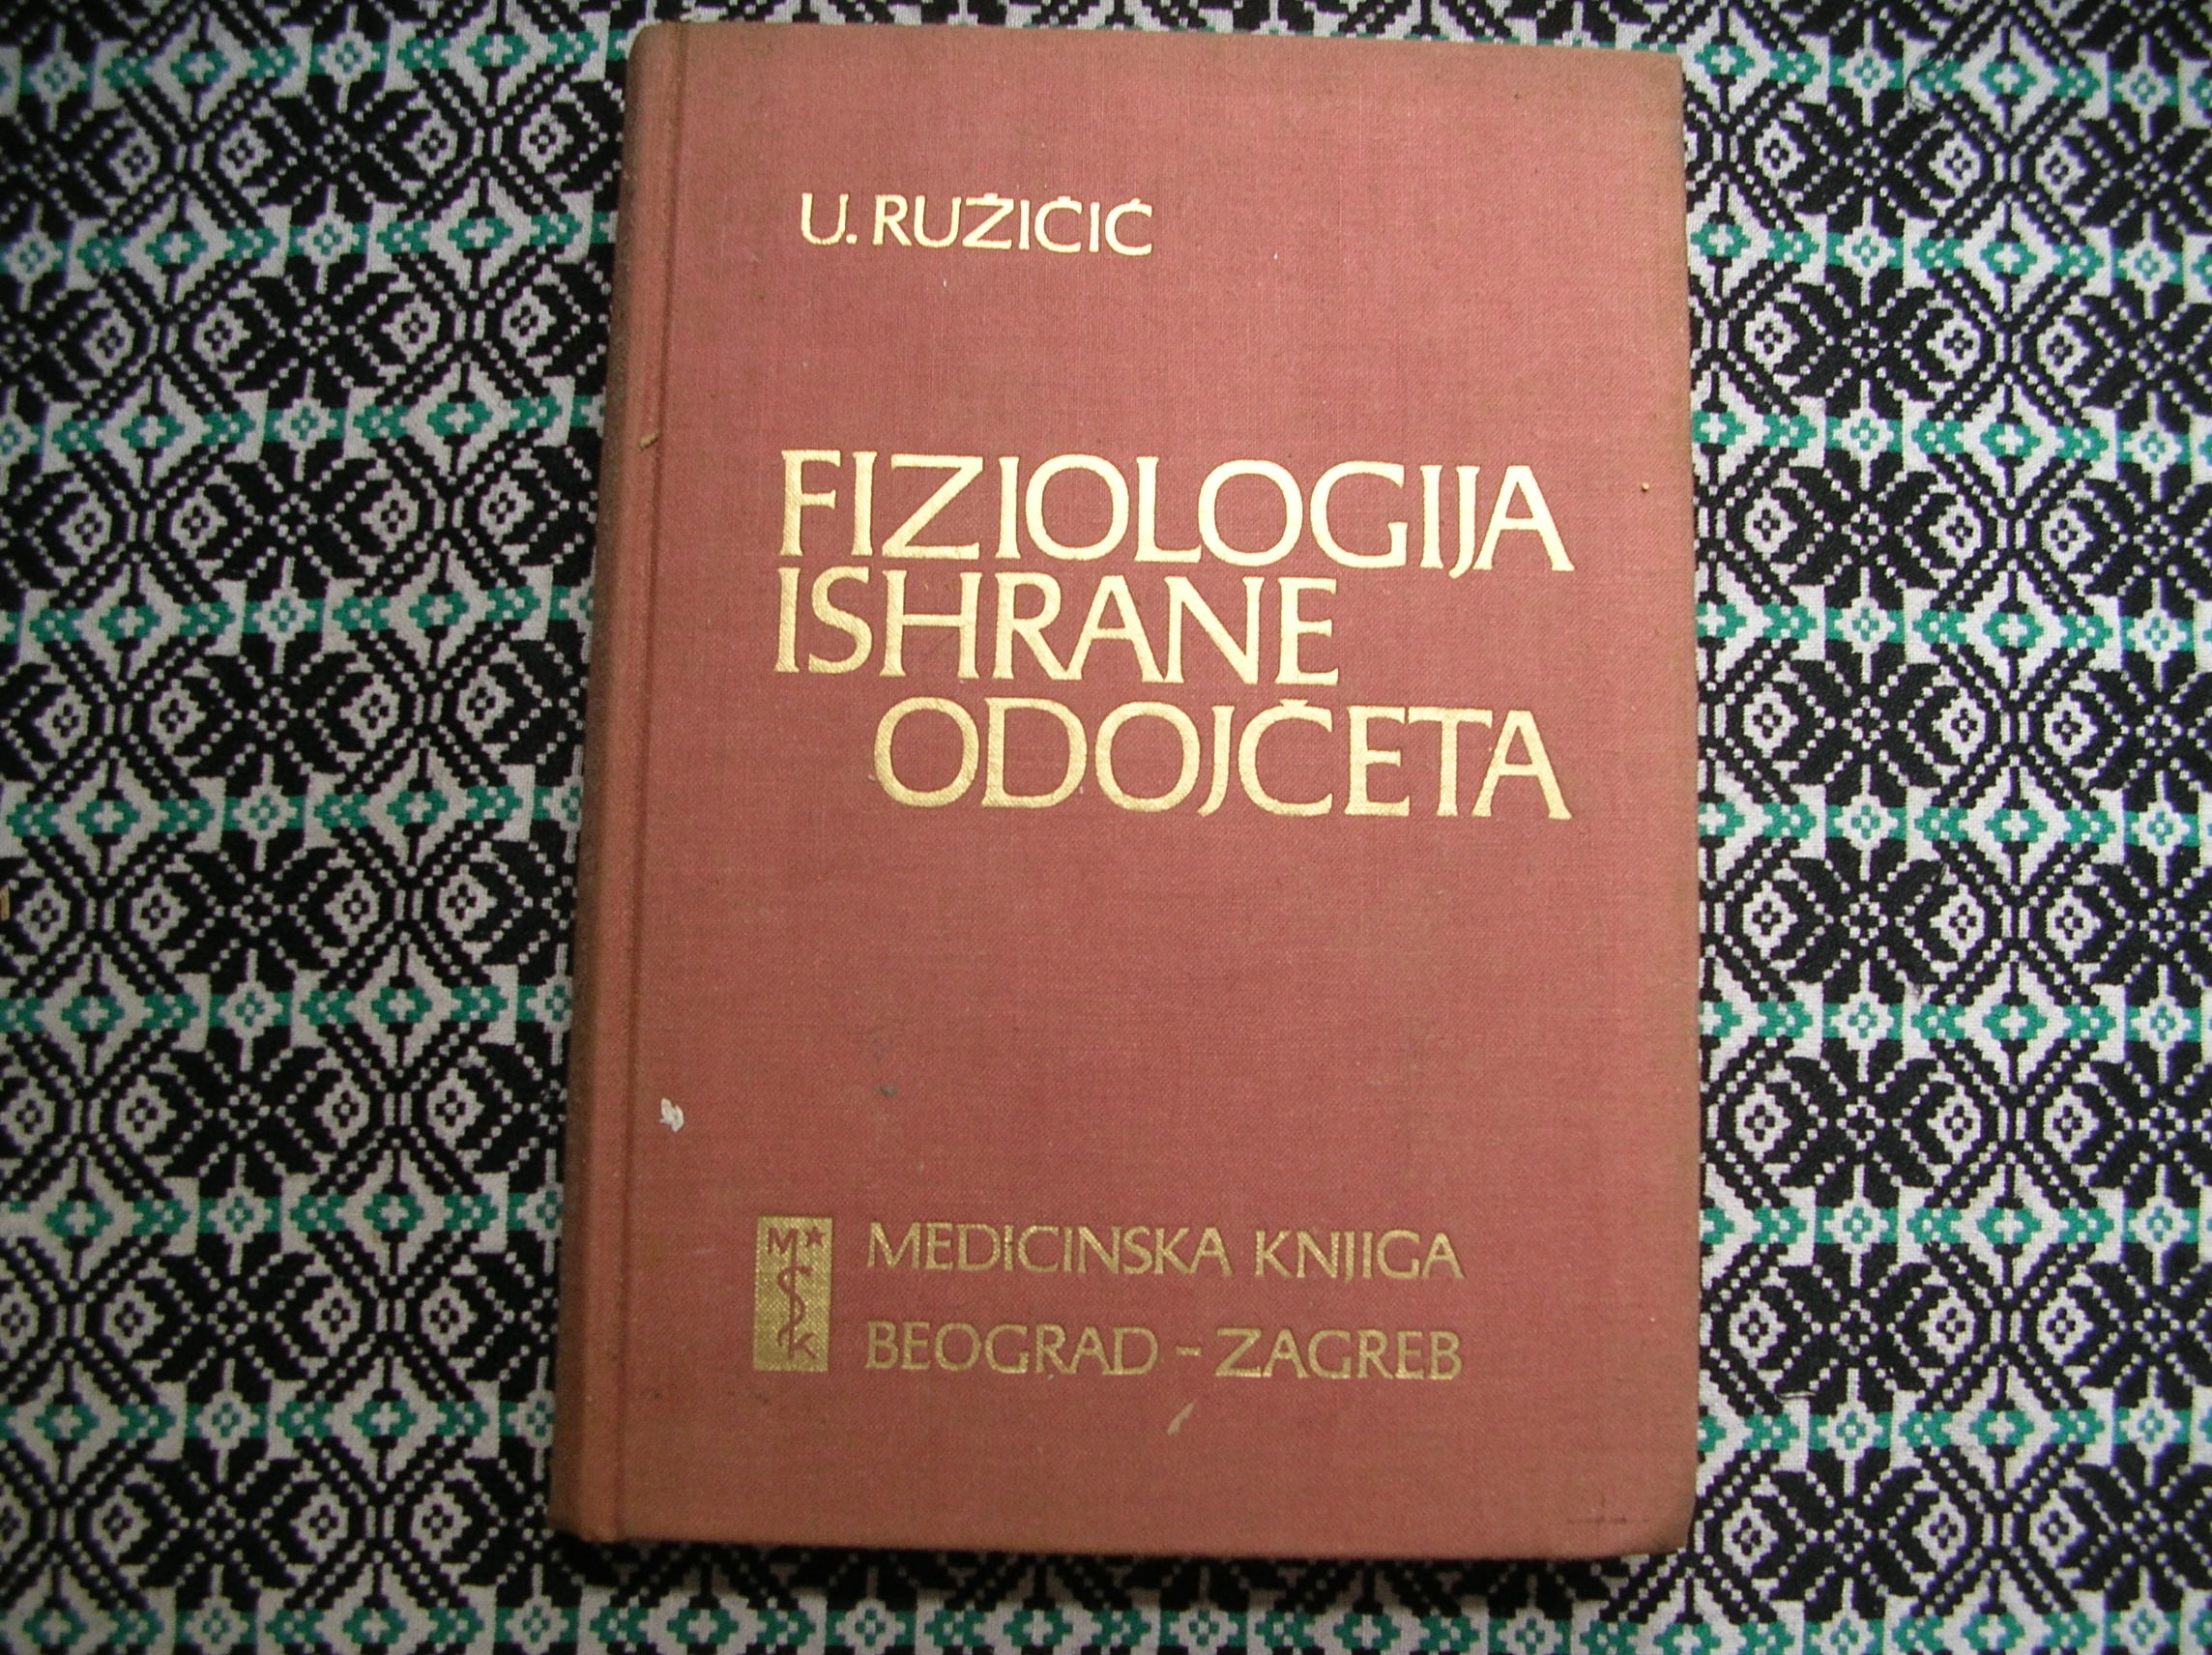 U. RUŽIČIĆ
FIZIOLOGIJA
ISHRANE
ODOJČETA
M K
MEDICINSKA KNJIGA
BEOGRAD - ZAGREB